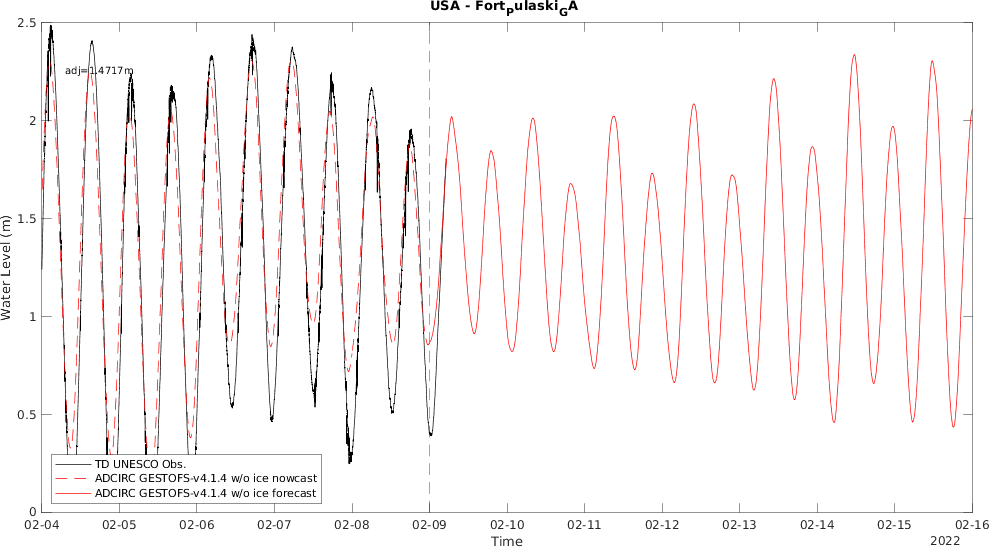 USA - Fort_Pulaski_GA
2.5
adj=1.4717m
2
1.5
1
0.5
0
Water Level (m)
TD UNESCO Obs.
ADCIRC GESTOFS-v4.1.4 w/o ice nowcast
ADCIRC GESTOFS-v4.1.4 w/o ice forecast
02-04 02-05 02-06 02-07 02-08 02-09 02-10 02-11 02-12 02-13 02-14 02-15 02-16
Time
2022